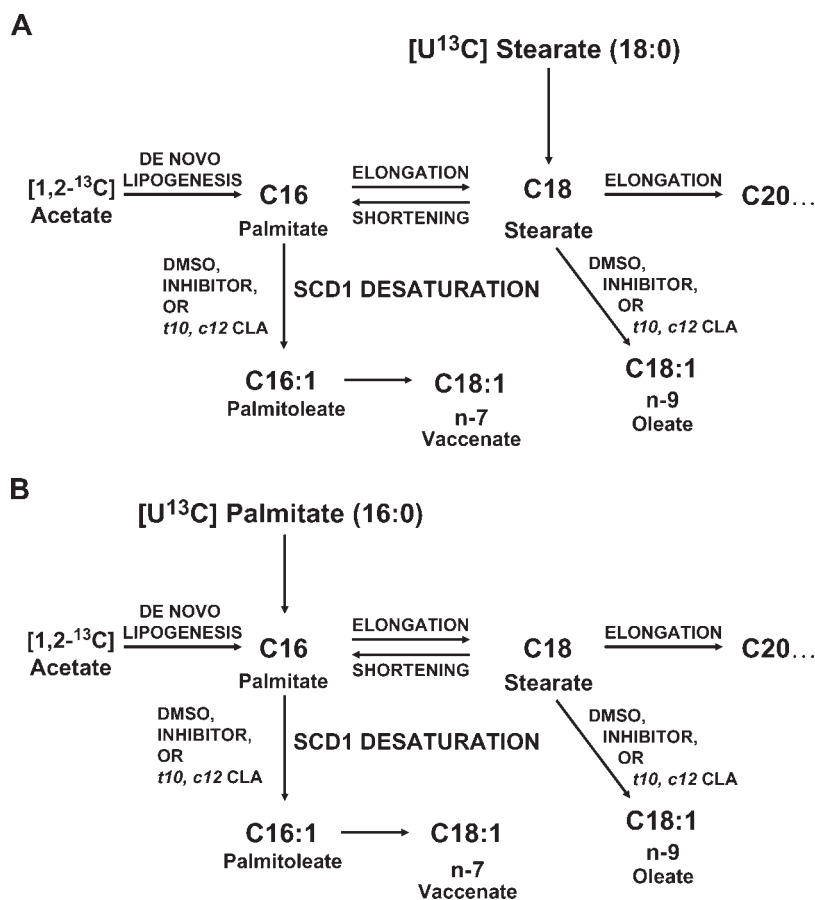 A
[U¹³C] Stearate (18:0)
DE NOVO
LIPOGENESIS
[1,2-¹³C]
Acetate
C16
Palmitate
ELONGATION
SHORTENING
C18
Stearate
ELONGATION
C20...
DMSO,
INHIBITOR,
OR
t10, c12 CLA
SCD1 DESATURATION
DMSO,
INHIBITOR,
OR
t10, c12 CLA
C16:1
Palmitoleate
C18:1
n-7
Vaccenate
C18:1
n-9
Oleate
B
[U¹³C] Palmitate (16:0)
DE NOVO
LIPOGENESIS
[1,2-¹³C]
Acetate
C16
Palmitate
ELONGATION
SHORTENING
C18
Stearate
ELONGATION
C20...
DMSO,
INHIBITOR,
OR
t10, c12 CLA
SCD1 DESATURATION
DMSO,
INHIBITOR,
OR
t10, c12 CLA
C16:1
Palmitoleate
C18:1
n-7
Vaccenate
C18:1
n-9
Oleate